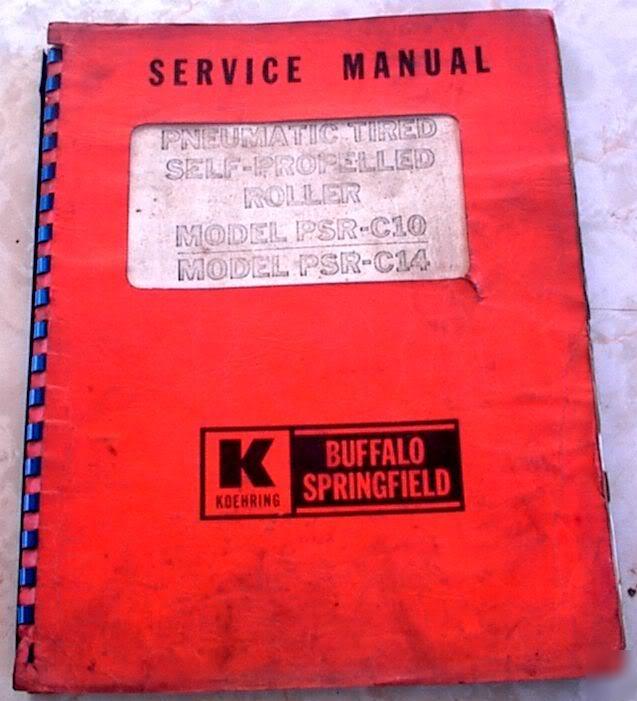 SERVICE MANUAL
PNEUMATIC TIRED
SELF-PROPELLED
ROLLER
MODEL PSR-C10
MODEL PSR-C14
K
KOEHRING
BUFFALO
SPRINGFIELD